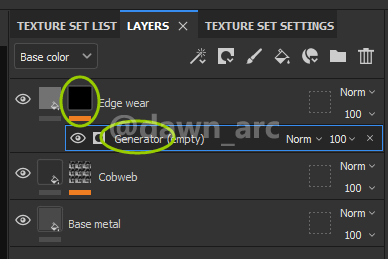 TEXTURE SET LIST LAYERS × TEXTURE SET SETTINGS
Base color
Norm
Edge wear
100
Generator (empty) Norm 100 ×
@dawn_arc
Norm
Cobweb
100
Norm
Base metal
100